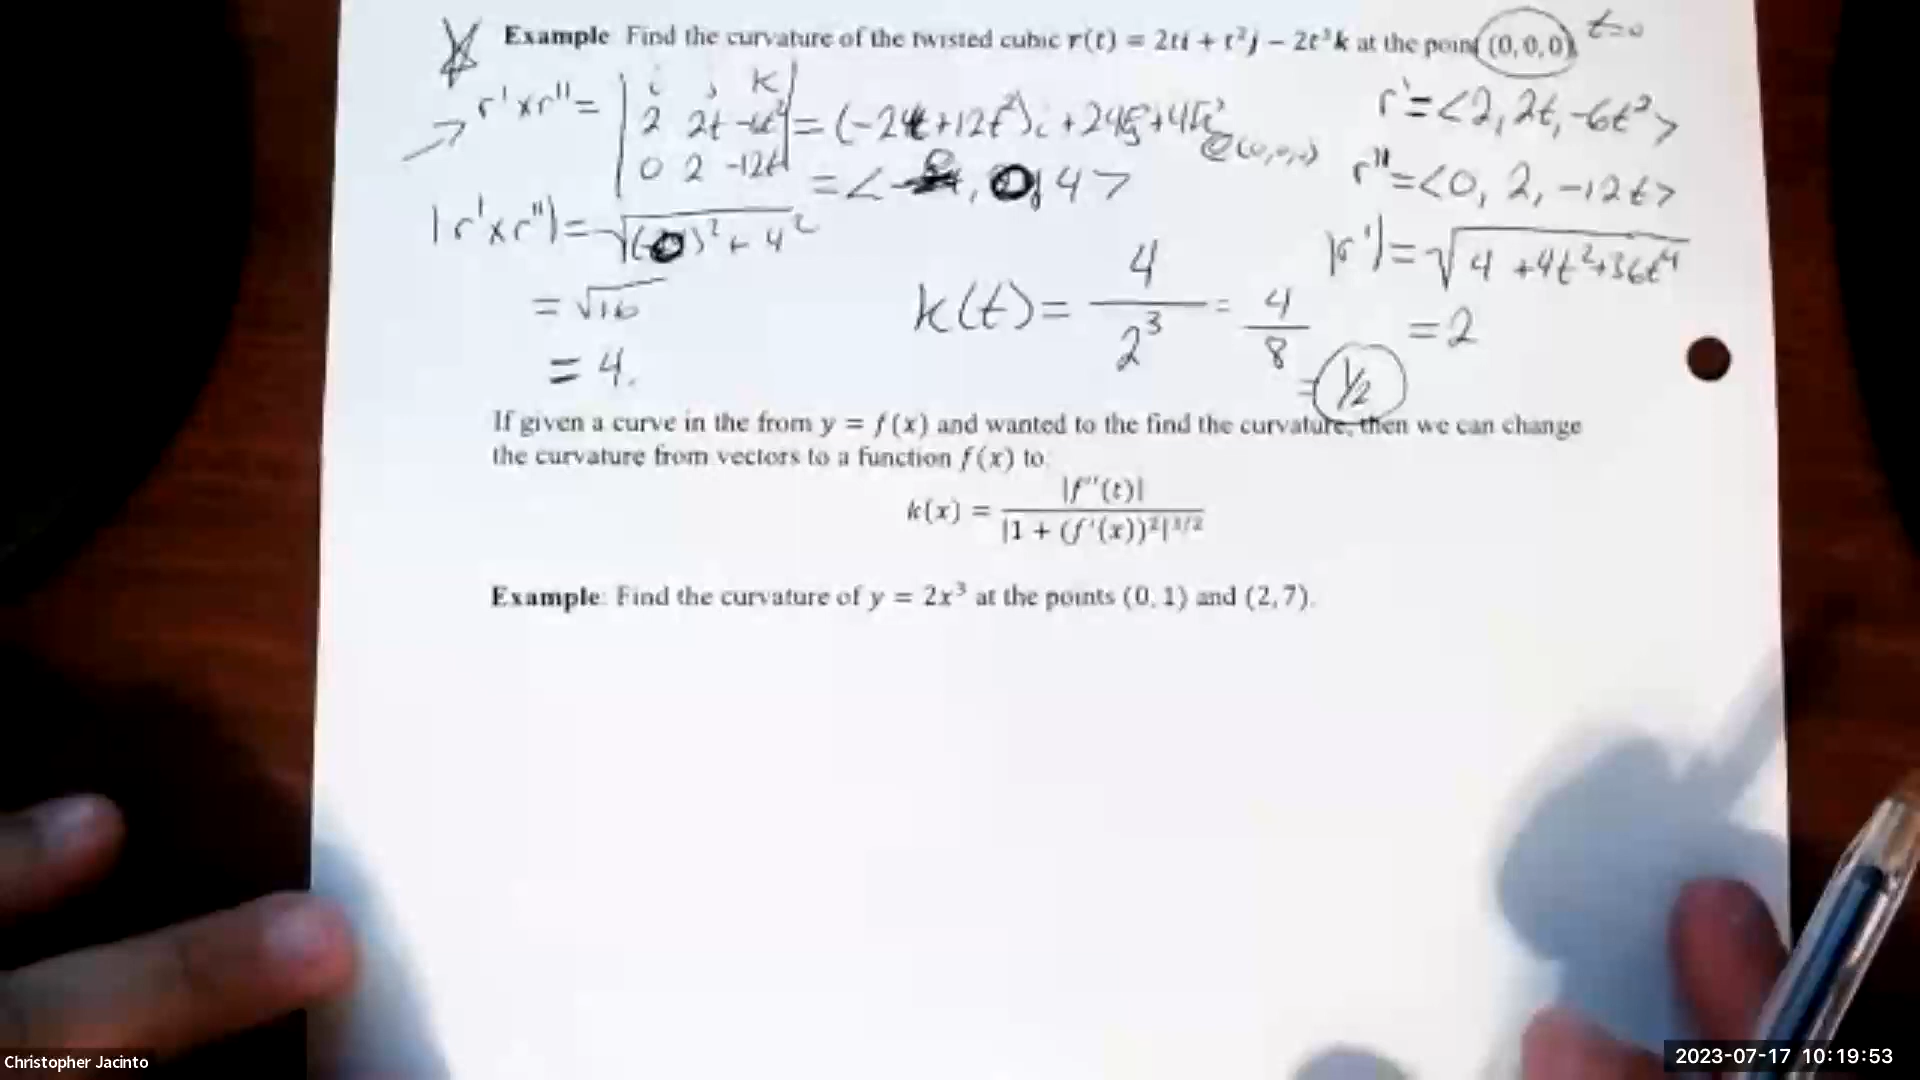 Example Find the curvature of the twisted cubic r(t) = 2ti + t²j − 2t³k at the point (0, 0, 0) t=0
r'×r'' = | i j k
2 2t -6t² | = (-24t+12t²)i + 24tj + 4k
0 2 -12t
@(0,0,0)
= < 0, 0, 4 >
|r'×r''| = √(0)² + 4²
= √16
= 4.
r' = <2, 2t, -6t²>
r'' = <0, 2, -12t>
|r'| = √4 + 4t² + 36t⁴
= 2
k(t) = 4/2³ = 4/8
= 1/2
If given a curve in the from y = f(x) and wanted to the find the curvature, then we can change
the curvature from vectors to a function f(x) to
k(x) = |f''(t)| / |1 + (f'(x))²|^3/2
Example: Find the curvature of y = 2x³ at the points (0, 1) and (2, 7).
Christopher Jacinto
2023-07-17 10:19:53